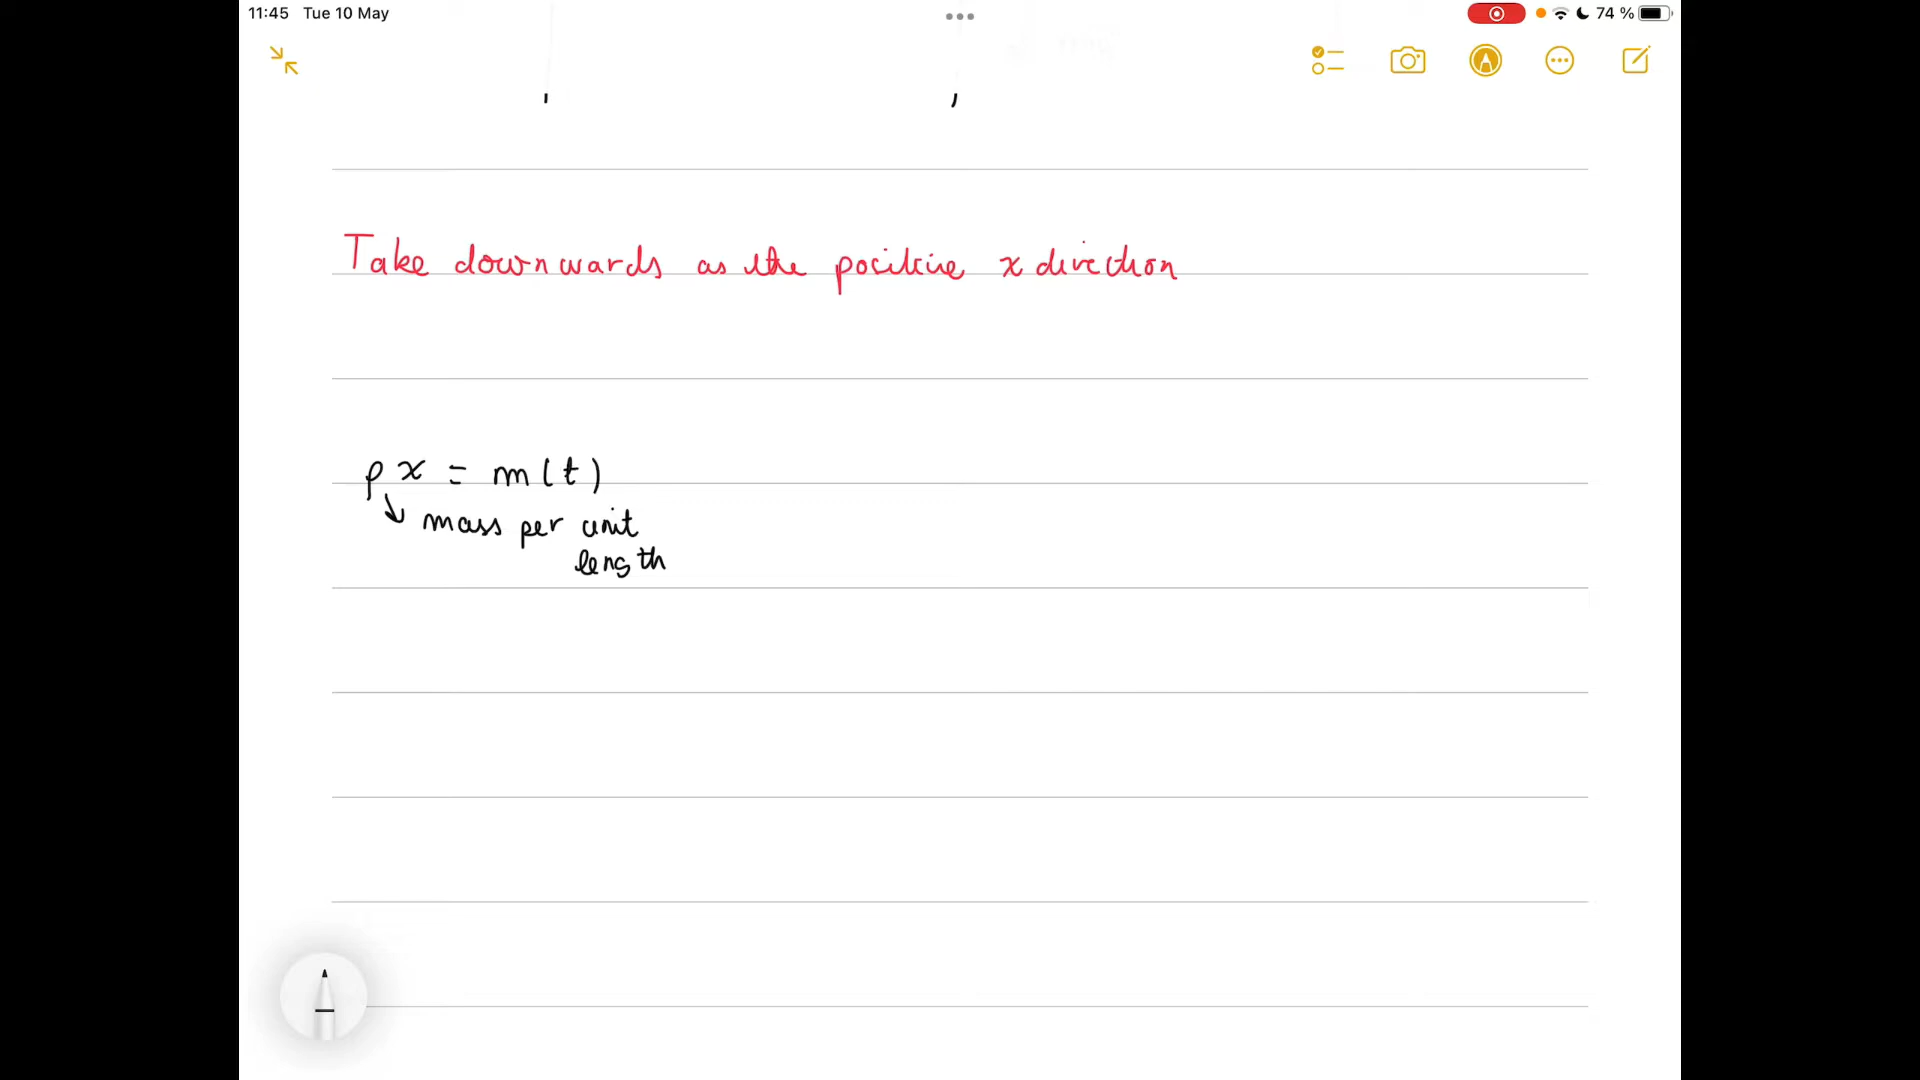 11:45 Tue 10 May
74 %
Take downwards as the positive x direction
ρx = m(t)
↳ mass per unit
length